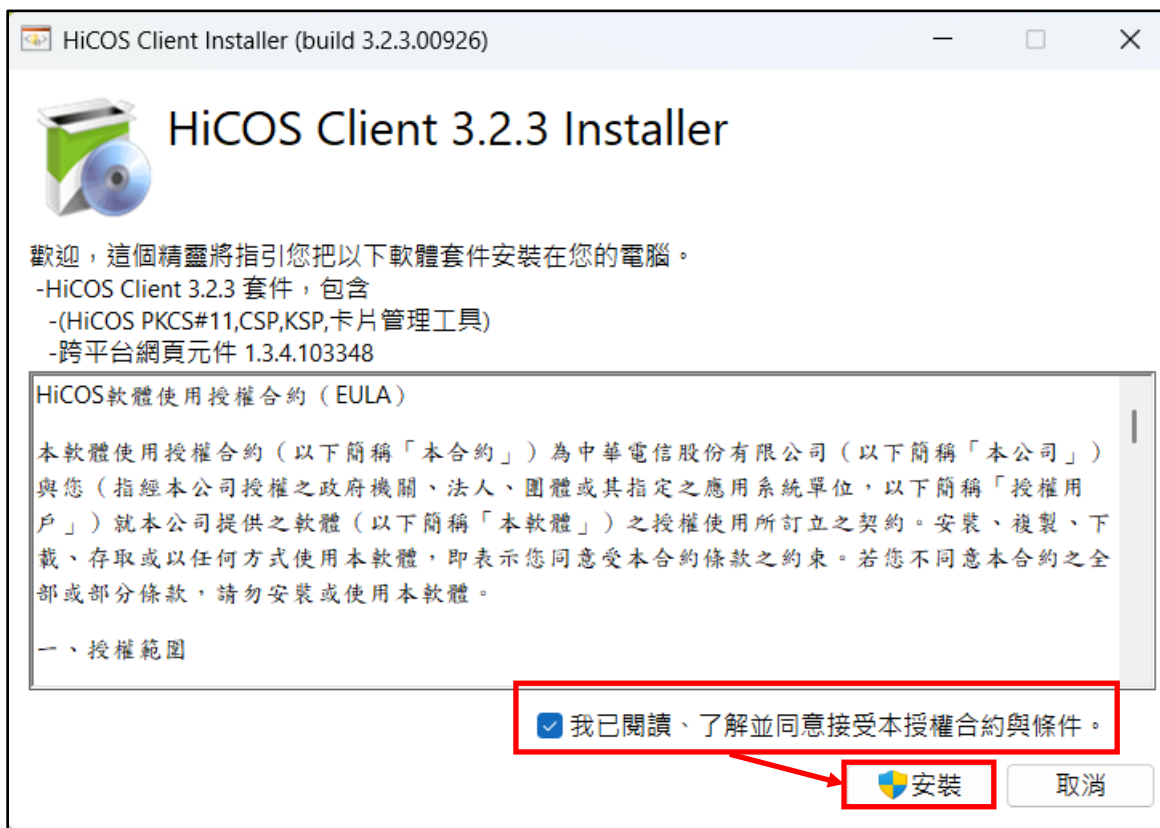 HiCOS Client Installer (build 3.2.3.00926)
HiCOS Client 3.2.3 Installer
歡迎，這個精靈將指引您把以下軟體套件安裝在您的電腦。
-HiCOS Client 3.2.3 套件，包含
-(HiCOS PKCS#11,CSP,KSP,卡片管理工具)
-跨平台網頁元件 1.3.4.103348
HiCOS軟體使用授權合約（EULA）
本軟體使用授權合約（以下簡稱「本合約」）為中華電信股份有限公司（以下簡稱「本公司」）
與您（指經本公司授權之政府機關、法人、團體或其指定之應用系統單位，以下簡稱「授權用
戶」）就本公司提供之軟體（以下簡稱「本軟體」）之授權使用所訂立之契約。安裝、複製、下
載、存取或以任何方式使用本軟體，即表示您同意受本合約條款之約束。若您不同意本合約之全
部或部分條款，請勿安裝或使用本軟體。
一、授權範圍
我已閱讀、了解並同意接受本授權合約與條件。
安裝
取消